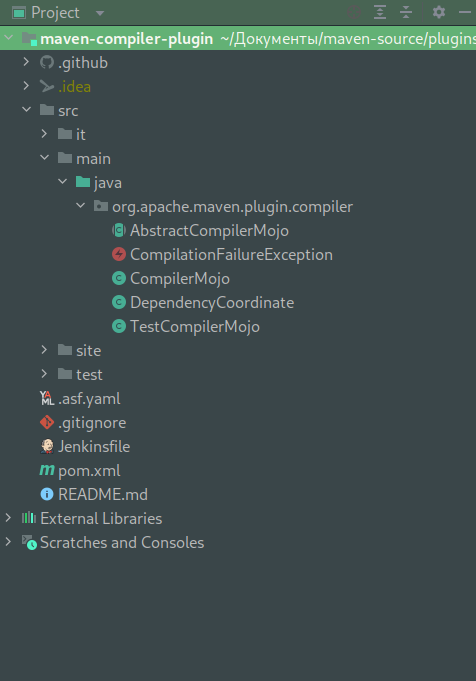 Project
maven-compiler-plugin ~/Документы/maven-source/plugins
.github
.idea
src
it
main
java
org.apache.maven.plugin.compiler
AbstractCompilerMojo
CompilationFailureException
CompilerMojo
DependencyCoordinate
TestCompilerMojo
site
test
.asf.yaml
.gitignore
Jenkinsfile
pom.xml
README.md
External Libraries
Scratches and Consoles